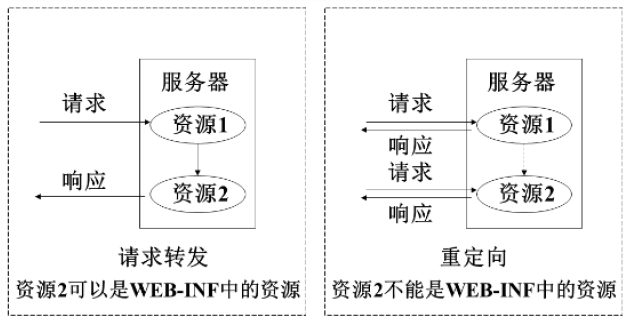 服务器
请求
资源1
响应
资源2
请求转发
资源2可以是WEB-INF中的资源
服务器
请求
资源1
响应
请求
资源2
响应
重定向
资源2不能是WEB-INF中的资源